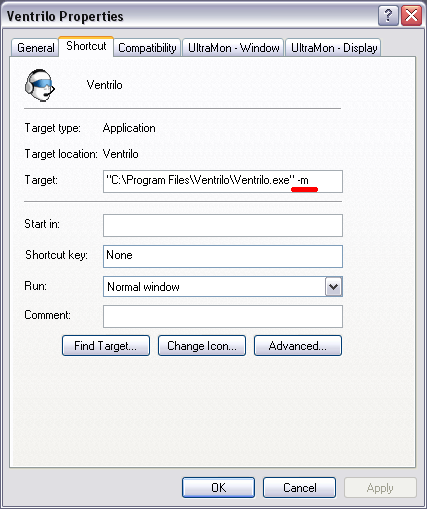 Ventrilo Properties
General Shortcut Compatibility UltraMon - Window UltraMon - Display
Ventrilo
Target type: Application
Target location: Ventrilo
Target: "C:\Program Files\Ventrilo\Ventrilo.exe" -m
Start in:
Shortcut key: None
Run: Normal window
Comment:
Find Target... Change Icon... Advanced...
OK Cancel Apply